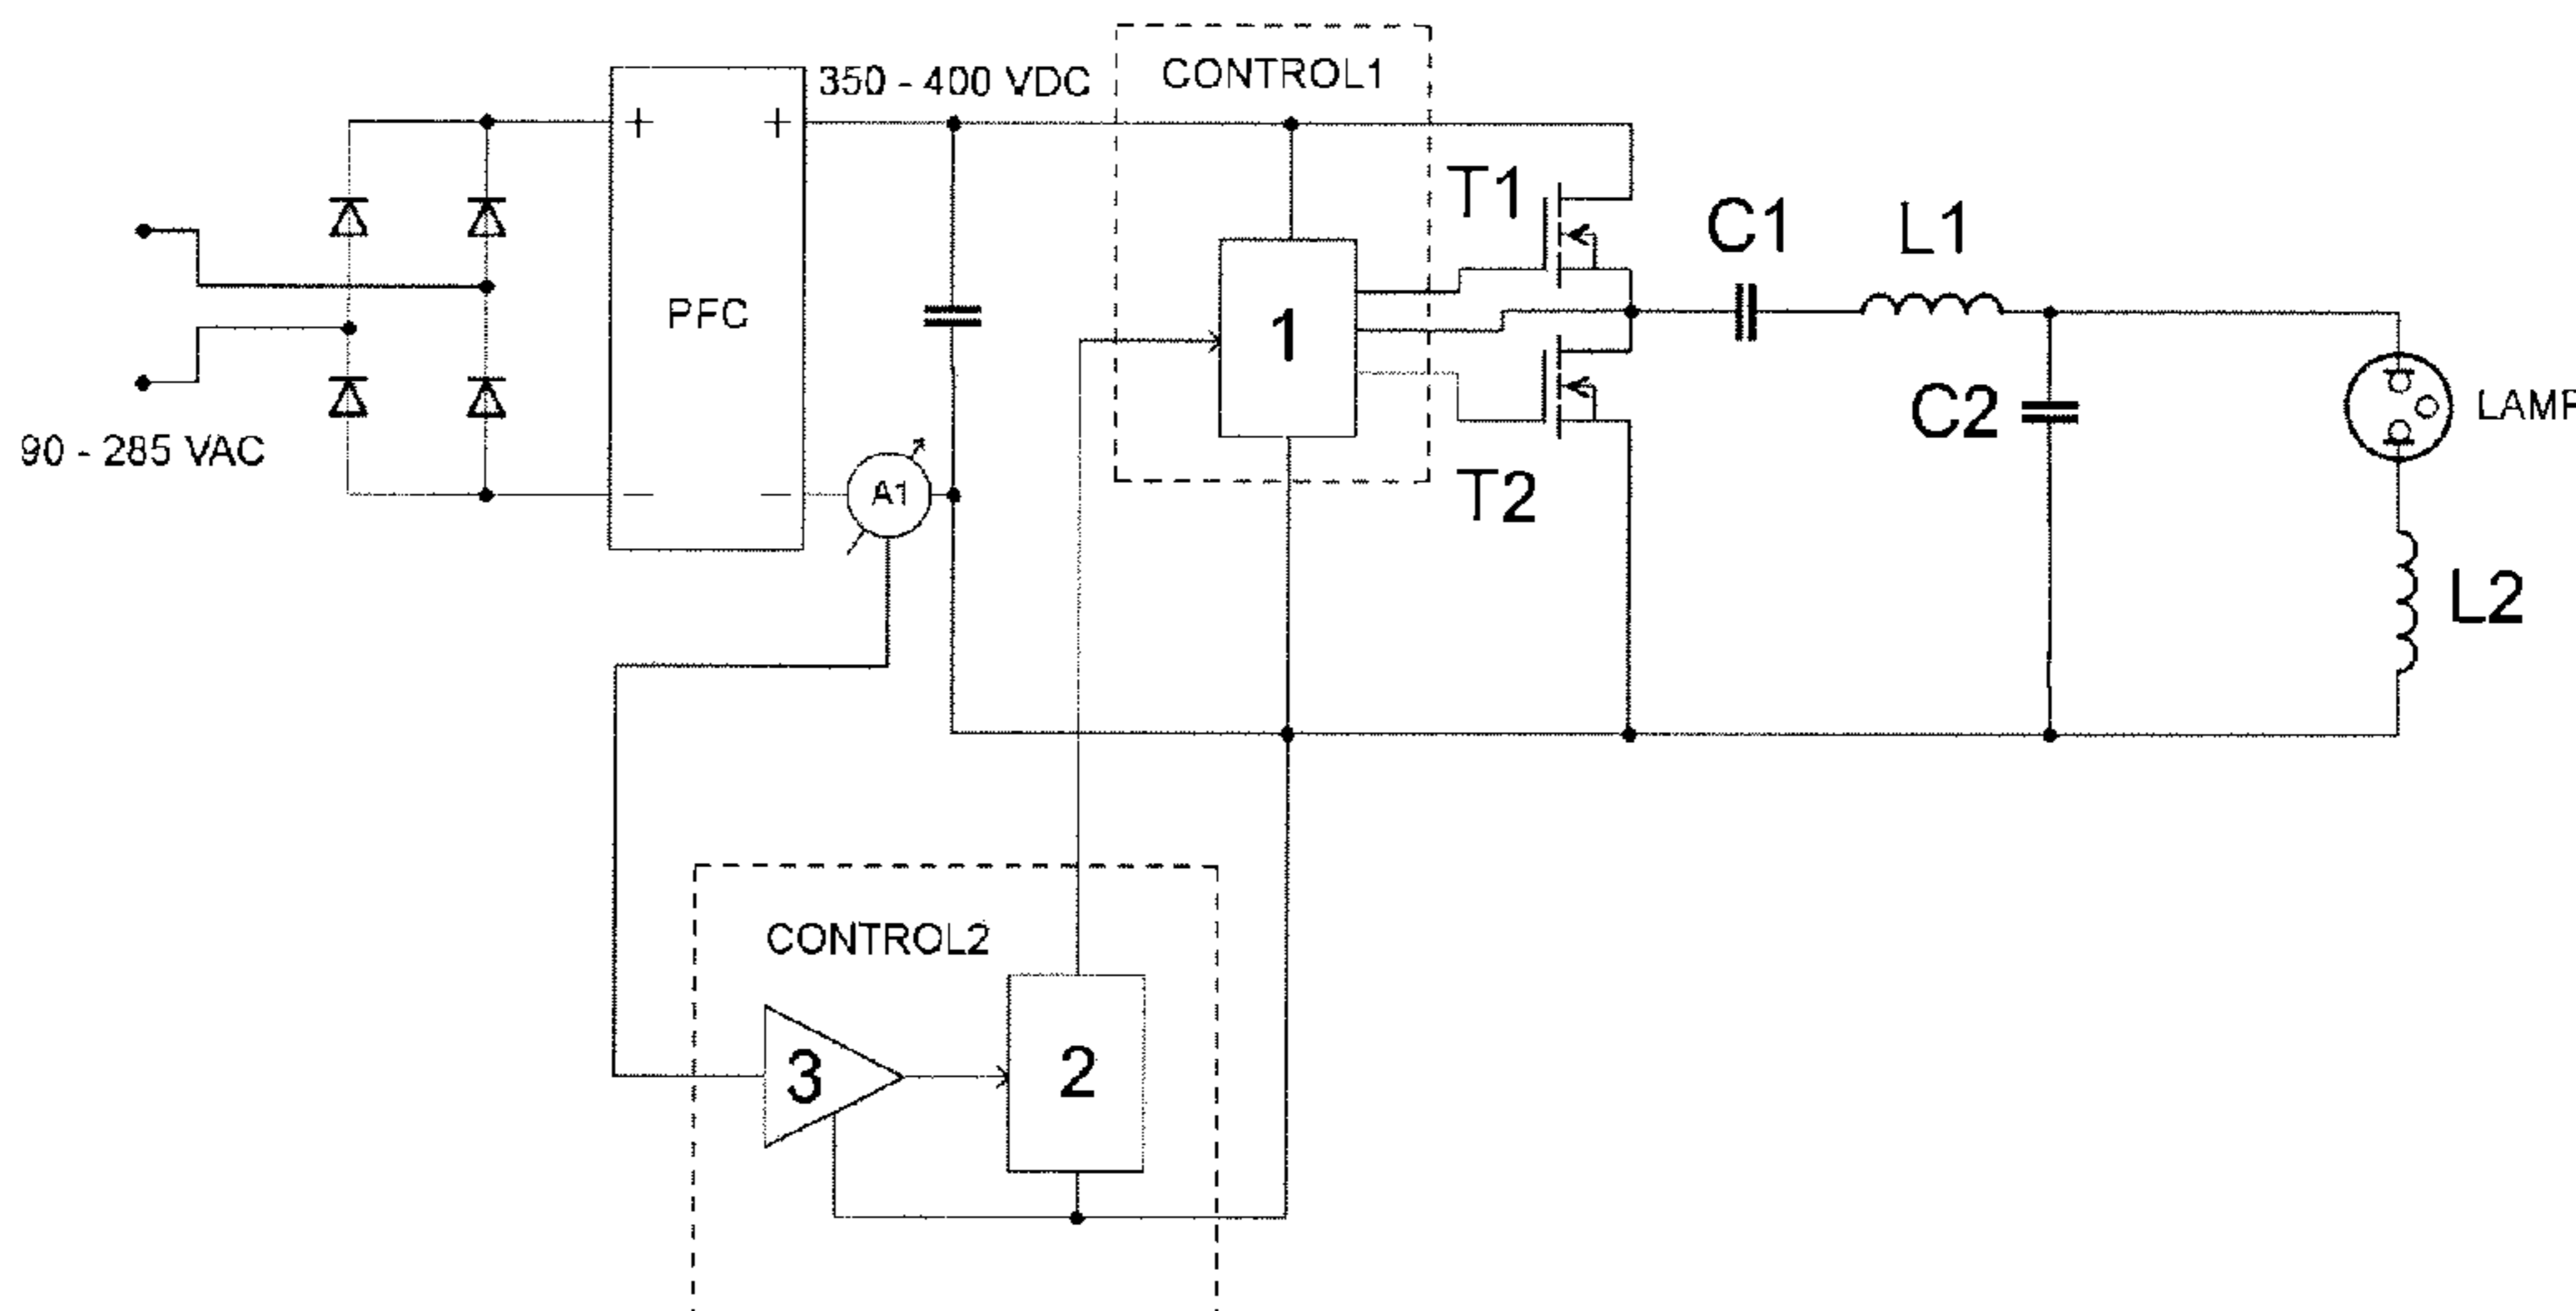 350 - 400 VDC
CONTROL1
+
+
T1
C1
L1
PFC
1
C2
LAMP
90 - 285 VAC
A1
T2
L2
CONTROL2
3
2